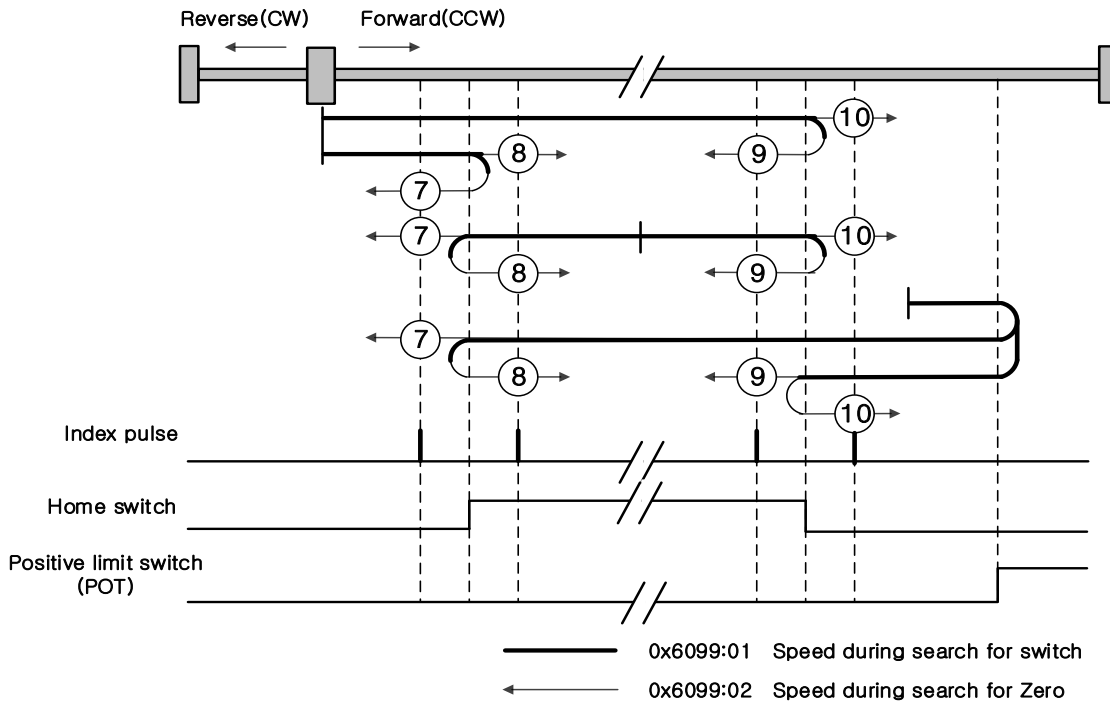 Reverse(CW) Forward(CCW)
10
8 9
7
7 10
8 9
7
8 9
10
Index pulse
Home switch
Positive limit switch
(POT)
0x6099:01 Speed during search for switch
0x6099:02 Speed during search for Zero